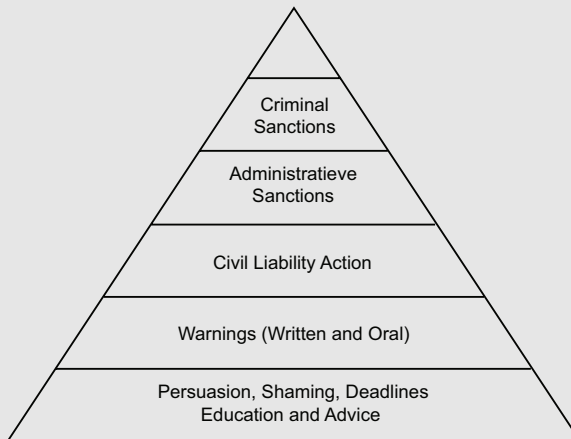 Criminal
Sanctions
Administratieve
Sanctions
Civil Liability Action
Warnings (Written and Oral)
Persuasion, Shaming, Deadlines
Education and Advice